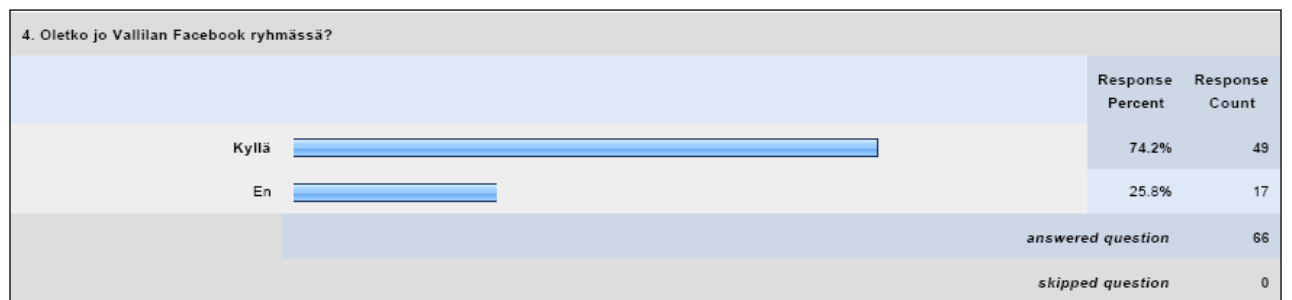 4. Oletko jo Vallilan Facebook ryhmässä?
Response Percent
Response Count
Kyllä 74.2% 49
En 25.8% 17
answered question 66
skipped question 0